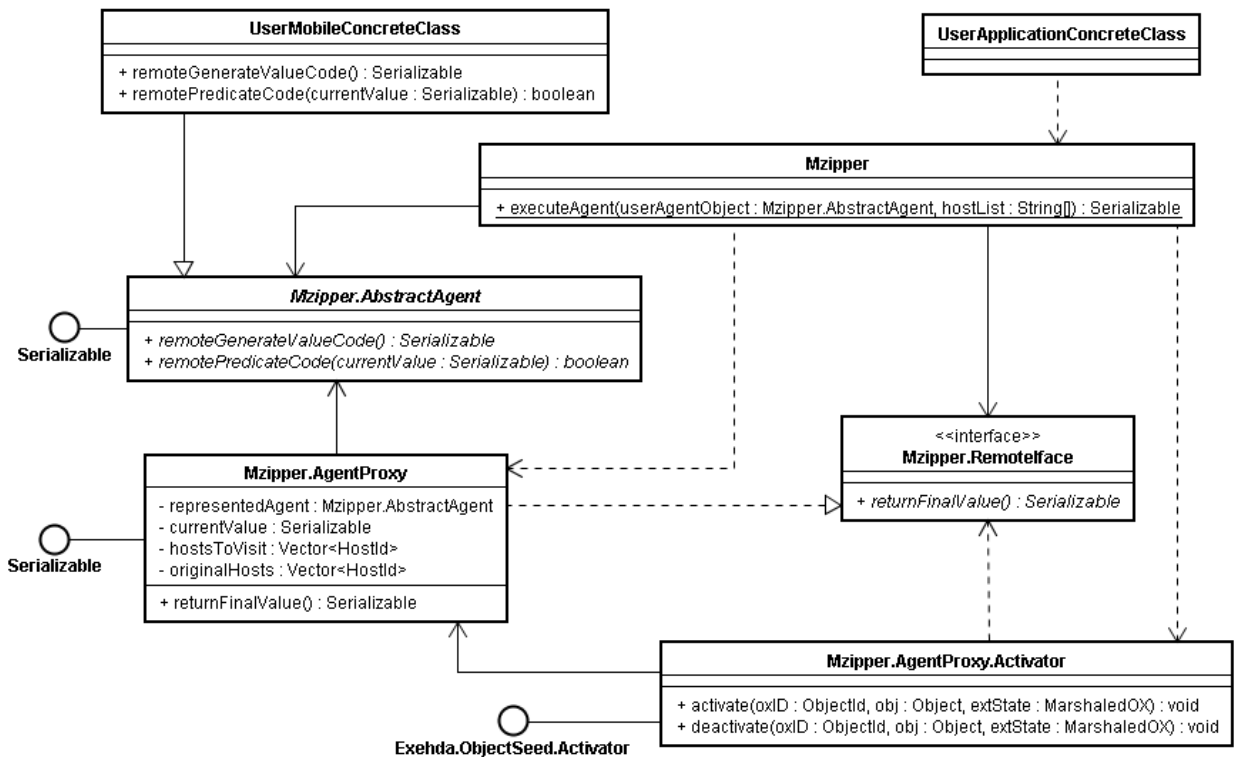 UserMobileConcreteClass
+ remoteGenerateValueCode() : Serializable
+ remotePredicateCode(currentValue : Serializable) : boolean
UserApplicationConcreteClass
Mzipper
+ executeAgent(userAgentObject : Mzipper.AbstractAgent, hostList : String[]) : Serializable
Mzipper.AbstractAgent
+ remoteGenerateValueCode() : Serializable
+ remotePredicateCode(currentValue : Serializable) : boolean
Serializable
<<interface>>
Mzipper.RemoteIface
+ returnFinalValue() : Serializable
Mzipper.AgentProxy
- representedAgent : Mzipper.AbstractAgent
- currentValue : Serializable
- hostsToVisit : Vector<HostId>
- originalHosts : Vector<HostId>
+ returnFinalValue() : Serializable
Serializable
Mzipper.AgentProxy.Activator
+ activate(oxID : ObjectId, obj : Object, extState : MarshaledOX) : void
+ deactivate(oxID : ObjectId, obj : Object, extState : MarshaledOX) : void
Exehda.ObjectSeed.Activator